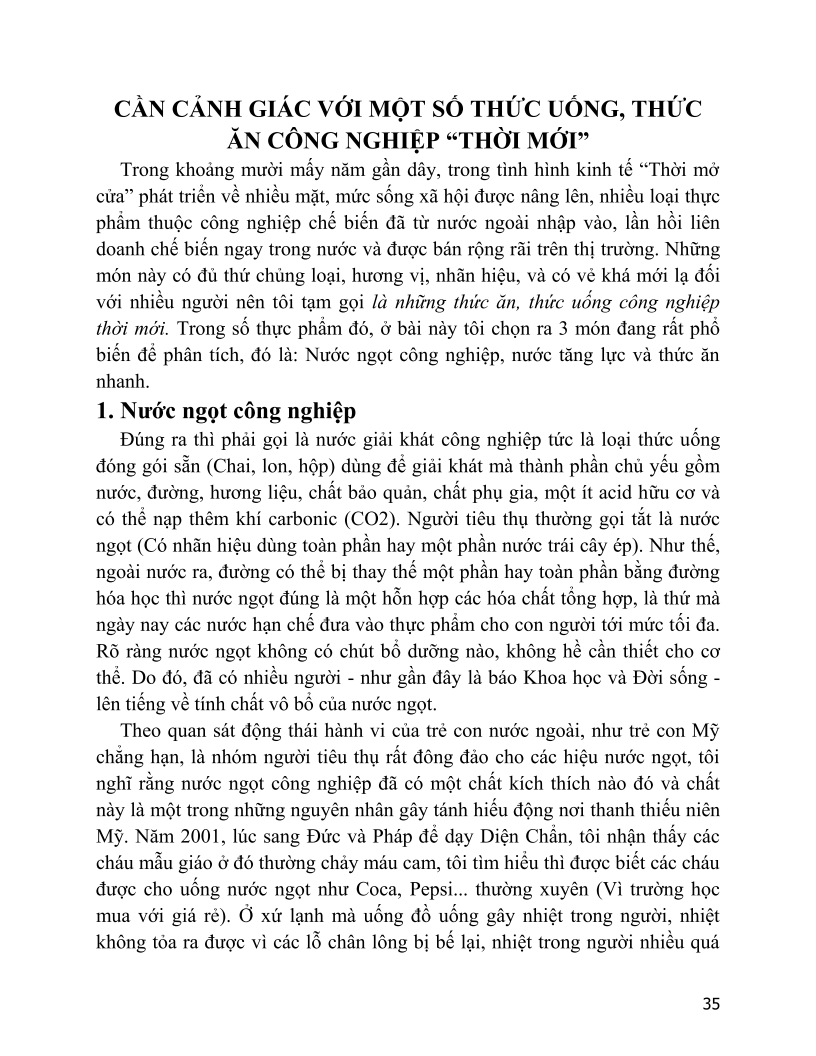 CẦN CẢNH GIÁC VỚI MỘT SỐ THỨC UỐNG, THỨC
ĂN CÔNG NGHIỆP “THỜI MỚI”
Trong khoảng mười mấy năm gần dây, trong tình hình kinh tế “Thời mở
cửa” phát triển về nhiều mặt, mức sống xã hội được nâng lên, nhiều loại thực
phẩm thuộc công nghiệp chế biến đã từ nước ngoài nhập vào, lần hồi liên
doanh chế biến ngay trong nước và được bán rộng rãi trên thị trường. Những
món này có đủ thứ chủng loại, hương vị, nhãn hiệu, và có vẻ khá mới lạ đối
với nhiều người nên tôi tạm gọi là những thức ăn, thức uống công nghiệp
thời mới. Trong số thực phẩm đó, ở bài này tôi chọn ra 3 món đang rất phổ
biến để phân tích, đó là: Nước ngọt công nghiệp, nước tăng lực và thức ăn
nhanh.
1. Nước ngọt công nghiệp
Đúng ra thì phải gọi là nước giải khát công nghiệp tức là loại thức uống
đóng gói sẵn (Chai, lon, hộp) dùng để giải khát mà thành phần chủ yếu gồm
nước, đường, hương liệu, chất bảo quản, chất phụ gia, một ít acid hữu cơ và
có thể nạp thêm khí carbonic (CO2). Người tiêu thụ thường gọi tắt là nước
ngọt (Có nhãn hiệu dùng toàn phần hay một phần nước trái cây ép). Như thế,
ngoài nước ra, đường có thể bị thay thế một phần hay toàn phần bằng đường
hóa học thì nước ngọt đúng là một hỗn hợp các hóa chất tổng hợp, là thứ mà
ngày nay các nước hạn chế đưa vào thực phẩm cho con người tới mức tối đa.
Rõ ràng nước ngọt không có chút bổ dưỡng nào, không hề cần thiết cho cơ
thể. Do đó, đã có nhiều người - như gần đây là báo Khoa học và Đời sống -
lên tiếng về tính chất vô bổ của nước ngọt.
Theo quan sát động thái hành vi của trẻ con nước ngoài, như trẻ con Mỹ
chẳng hạn, là nhóm người tiêu thụ rất đông đảo cho các hiệu nước ngọt, tôi
nghĩ rằng nước ngọt công nghiệp đã có một chất kích thích nào đó và chất
này là một trong những nguyên nhân gây tánh hiếu động nơi thanh thiếu niên
Mỹ. Năm 2001, lúc sang Đức và Pháp để dạy Diện Chẩn, tôi nhận thấy các
cháu mẫu giáo ở đó thường chảy máu cam, tôi tìm hiểu thì được biết các cháu
được cho uống nước ngọt như Coca, Pepsi... thường xuyên (Vì trường học
mua với giá rẻ). Ở xứ lạnh mà uống đồ uống gây nhiệt trong người, nhiệt
không tỏa ra được vì các lỗ chân lông bị bế lại, nhiệt trong người nhiều quá
35